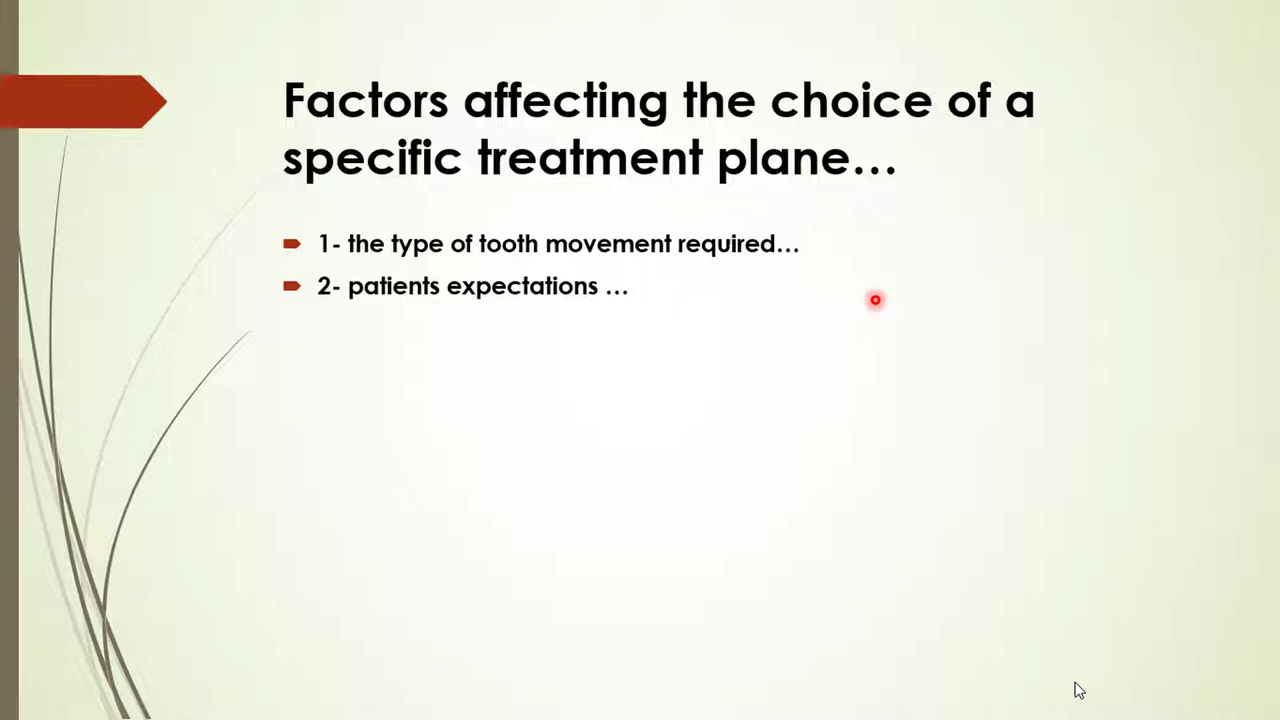 Factors affecting the choice of a
specific treatment plane…
1- the type of tooth movement required…
2- patients expectations …